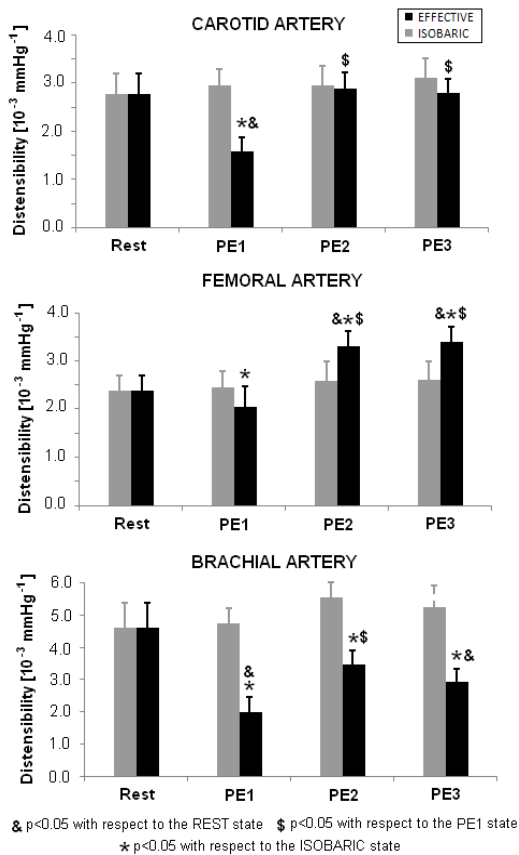 CAROTID ARTERY
EFFECTIVE
ISOBARIC
Distensibility [10⁻³ mmHg⁻¹]
4.0
3.0
2.0
1.0
0.0
*&
$
$
Rest PE1 PE2 PE3
FEMORAL ARTERY
Distensibility [10⁻³ mmHg⁻¹]
4.0
3.0
2.0
1.0
0.0
*
&*$
&*$
Rest PE1 PE2 PE3
BRACHIAL ARTERY
Distensibility [10⁻³ mmHg⁻¹]
6.0
5.0
4.0
3.0
2.0
1.0
0.0
&
*
*$
*&
Rest PE1 PE2 PE3
& p<0.05 with respect to the REST state $ p<0.05 with respect to the PE1 state
* p<0.05 with respect to the ISOBARIC state